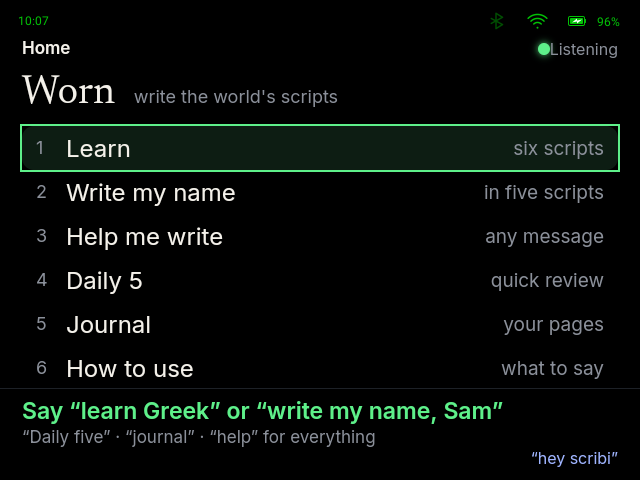 10:07 96%
Home Listening
Worn write the world's scripts
1 Learn six scripts
2 Write my name in five scripts
3 Help me write any message
4 Daily 5 quick review
5 Journal your pages
6 How to use what to say
Say “learn Greek” or “write my name, Sam”
“Daily five” · “journal” · “help” for everything
“hey scribi”